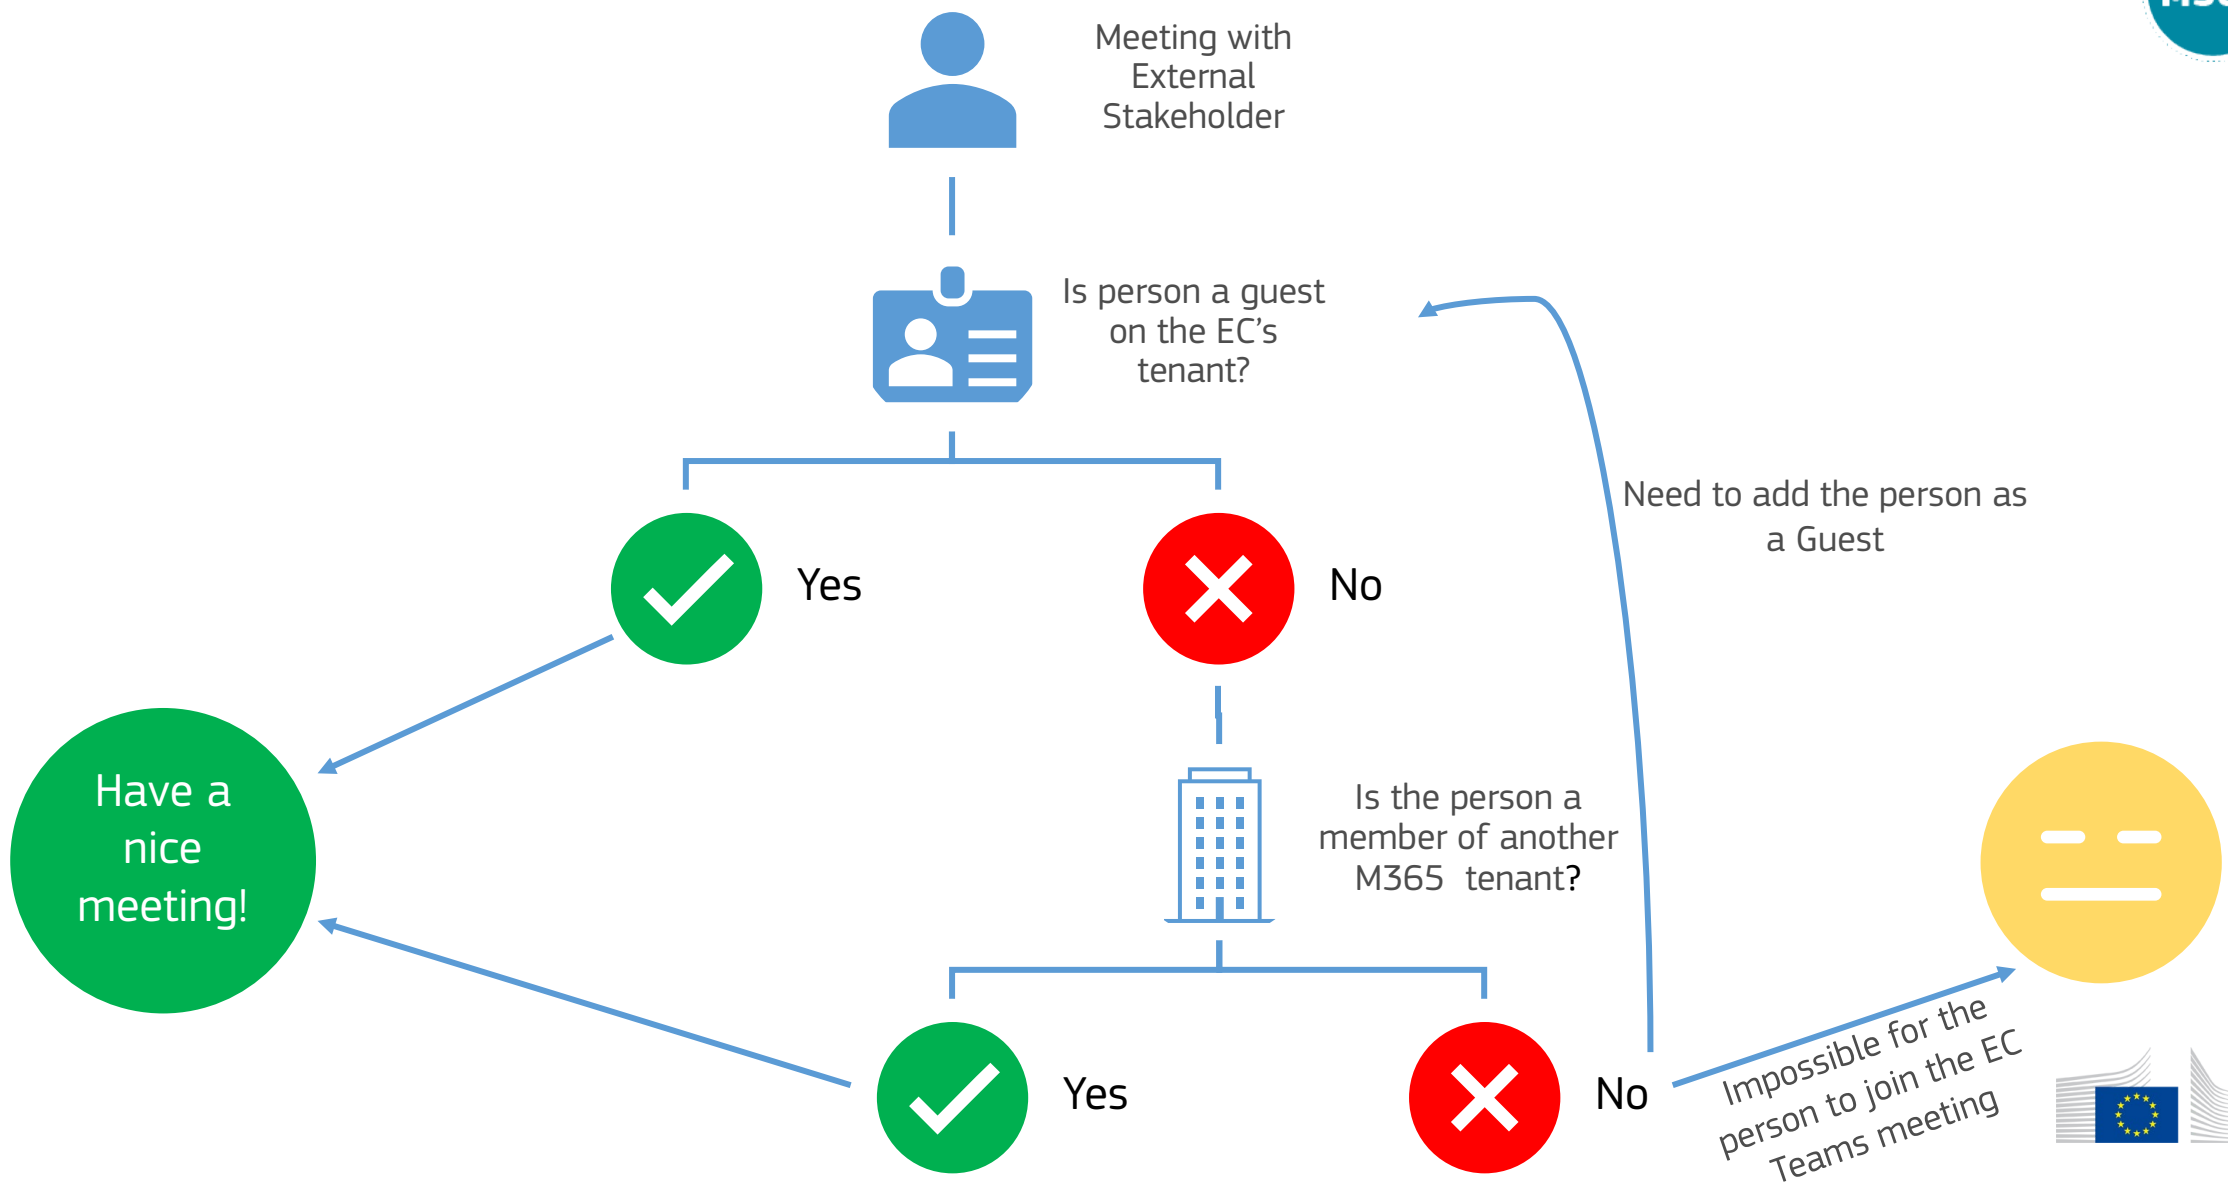 Meeting with
External
Stakeholder
Is person a guest
on the EC's
tenant?
Need to add the person as
a Guest
Yes
No
Have a
nice
meeting!
Is the person a
member of another
M365 tenant?
Yes
No
Impossible for the
person to join the EC
Teams meeting